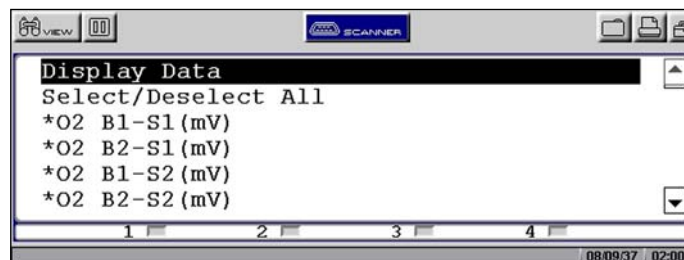 VIEW SCANNER
Display Data
Select/Deselect All
*O2 B1-S1(mV)
*O2 B2-S1(mV)
*O2 B1-S2(mV)
*O2 B2-S2(mV)
1 2 3 4
08/09/37 02:00